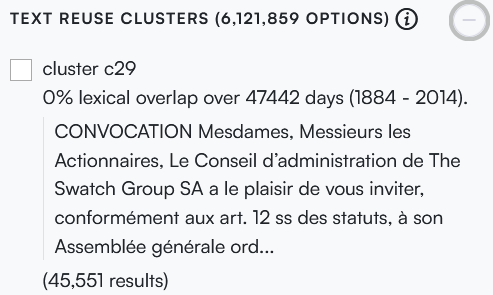 TEXT REUSE CLUSTERS (6,121,859 OPTIONS) i
cluster c29
0% lexical overlap over 47442 days (1884 - 2014).
CONVOCATION Mesdames, Messieurs les
Actionnaires, Le Conseil d’administration de The
Swatch Group SA a le plaisir de vous inviter,
conformément aux art. 12 ss des statuts, à son
Assemblée générale ord...
(45,551 results)